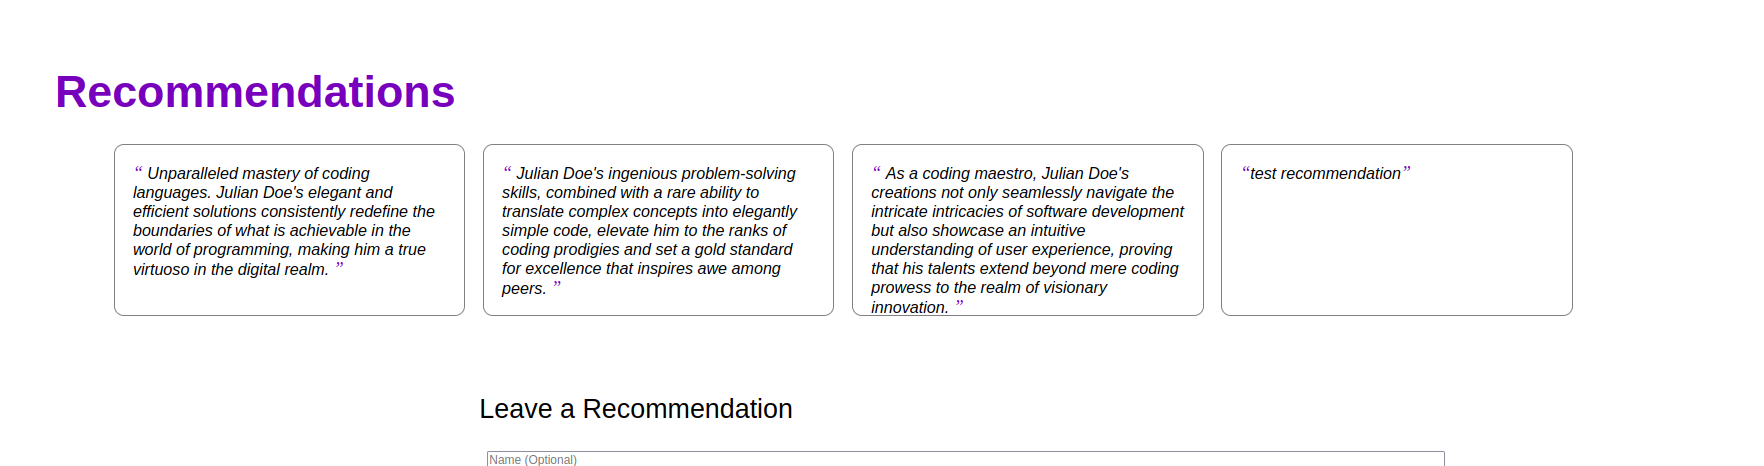 Recommendations
“ Unparalleled mastery of coding
languages. Julian Doe's elegant and
efficient solutions consistently redefine the
boundaries of what is achievable in the
world of programming, making him a true
virtuoso in the digital realm. ”
“ Julian Doe's ingenious problem-solving
skills, combined with a rare ability to
translate complex concepts into elegantly
simple code, elevate him to the ranks of
coding prodigies and set a gold standard
for excellence that inspires awe among
peers. ”
“ As a coding maestro, Julian Doe's
creations not only seamlessly navigate the
intricate intricacies of software development
but also showcase an intuitive
understanding of user experience, proving
that his talents extend beyond mere coding
prowess to the realm of visionary
innovation. ”
“test recommendation”
Leave a Recommendation
Name (Optional)